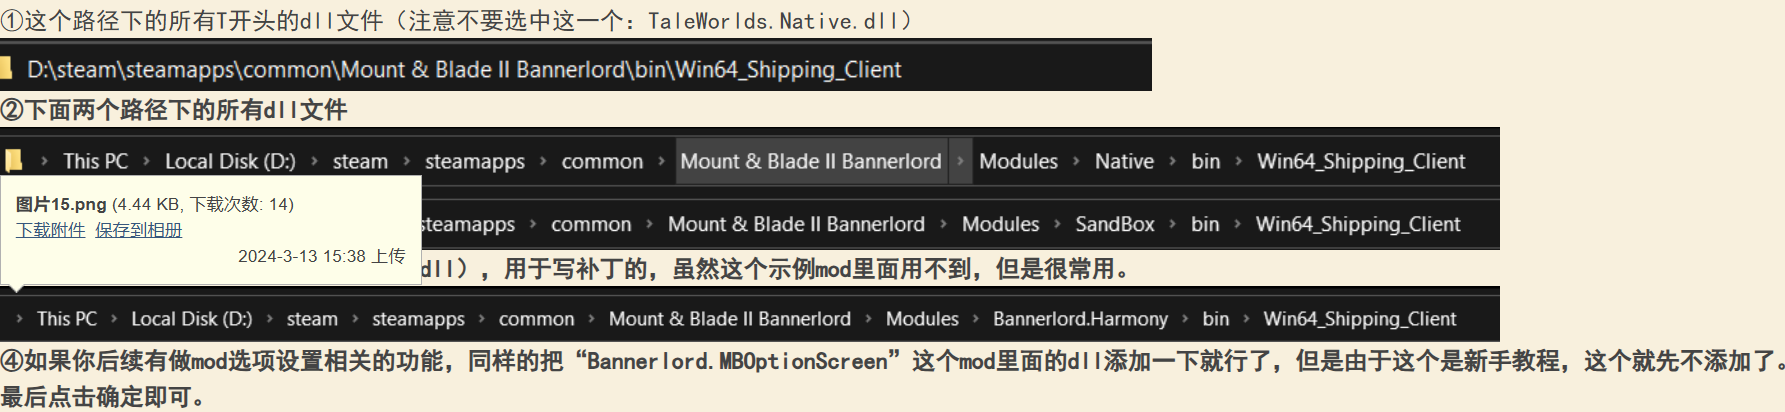 ①这个路径下的所有T开头的dll文件（注意不要选中这一个：TaleWorlds.Native.dll）
D:\steam\steamapps\common\Mount & Blade II Bannerlord\bin\Win64_Shipping_Client
②下面两个路径下的所有dll文件
› This PC › Local Disk (D:) › steam › steamapps › common › Mount & Blade II Bannerlord › Modules › Native › bin › Win64_Shipping_Client
图片15.png (4.44 KB, 下载次数: 14)
下载附件 保存到相册
2024-3-13 15:38 上传
steamapps › common › Mount & Blade II Bannerlord › Modules › SandBox › bin › Win64_Shipping_Client
dll），用于写补丁的，虽然这个示例mod里面用不到，但是很常用。
› This PC › Local Disk (D:) › steam › steamapps › common › Mount & Blade II Bannerlord › Modules › Bannerlord.Harmony › bin › Win64_Shipping_Client
④如果你后续有做mod选项设置相关的功能，同样的把“Bannerlord.MBOptionScreen”这个mod里面的dll添加一下就行了，但是由于这个是新手教程，这个就先不添加了。
最后点击确定即可。